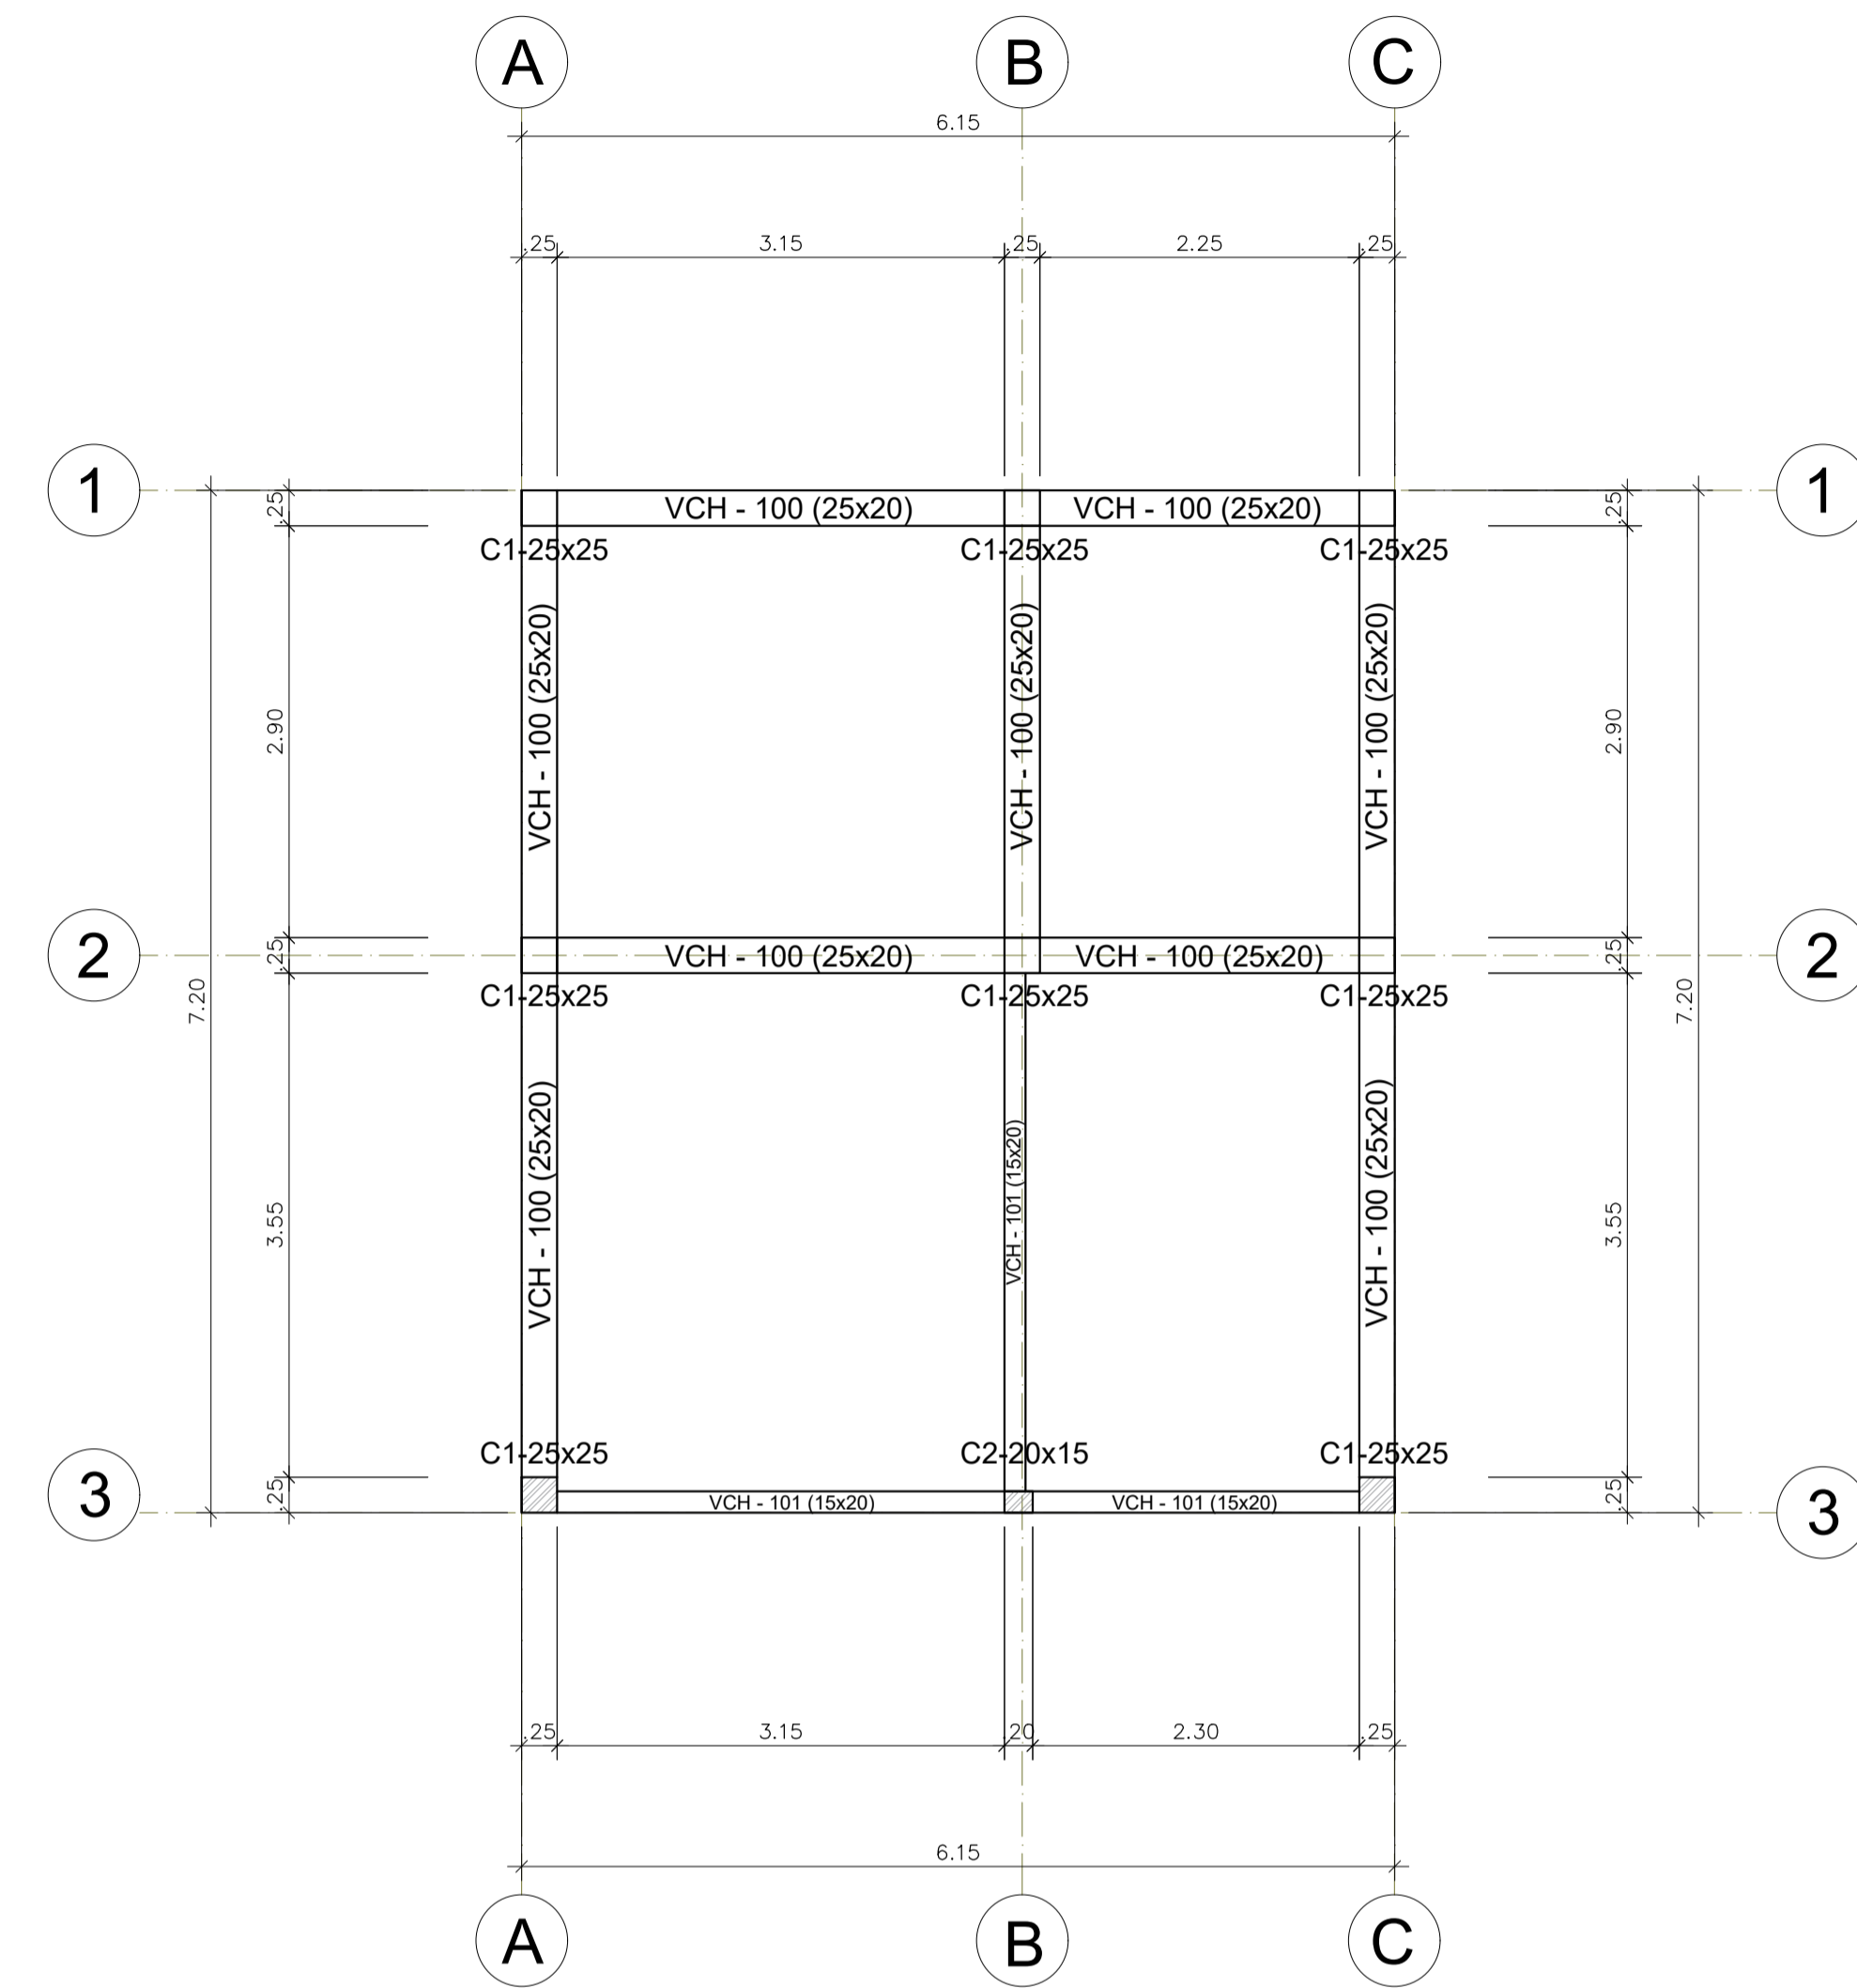 A B C
6.15
.25 3.15 .25 2.25 .25
1 .25 VCH - 100 (25x20) VCH - 100 (25x20) .25 1
C1-25x25 C1-25x25 C1-25x25
2.90 VCH - 100 (25x20) VCH - 100 (25x20) VCH - 100 (25x20) 2.90
2 .25 VCH - 100 (25x20) VCH - 100 (25x20) .25 2
7.20 C1-25x25 C1-25x25 C1-25x25 7.20
3.55 VCH - 100 (25x20) VCH - 101 (15x20) VCH - 100 (25x20) 3.55
C1-25x25 C2-20x15 C1-25x25
3 .25 VCH - 101 (15x20) VCH - 101 (15x20) .25 3
.25 3.15 .20 2.30 .25
6.15
A B C